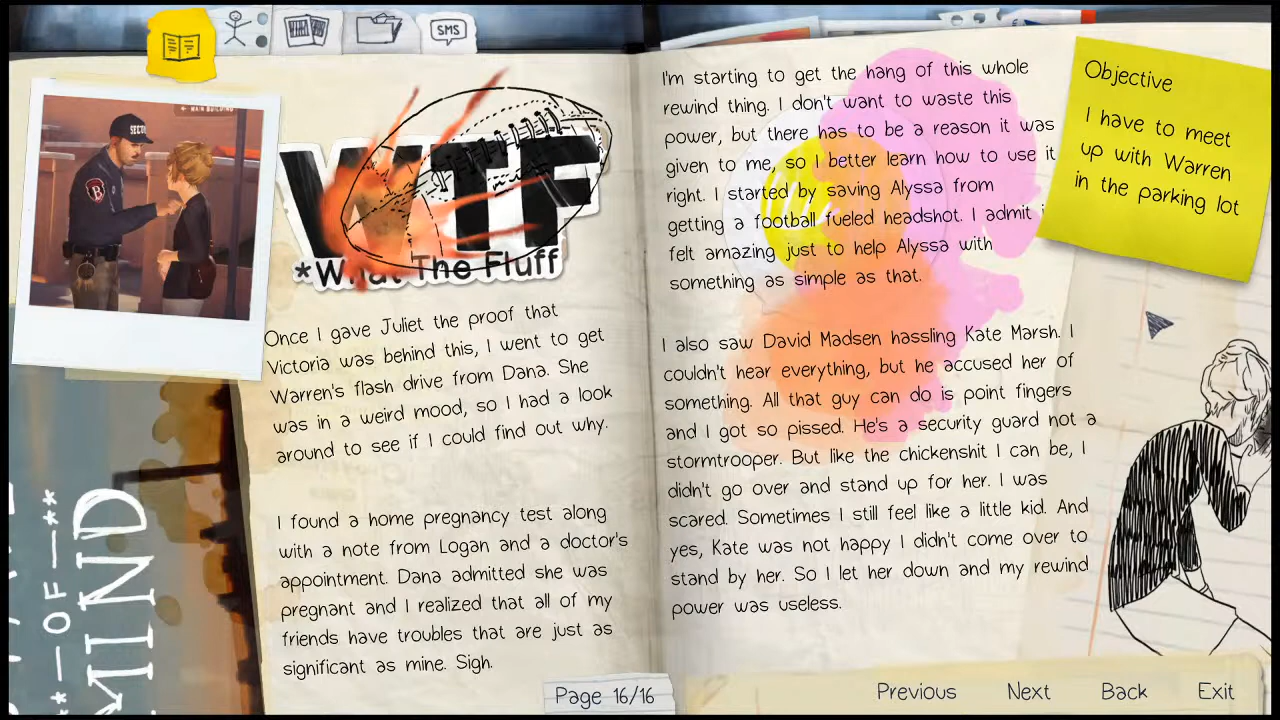 SMS
MAIN BUILDING
SECU
B
WTF
*What The Fluff
Once I gave Juliet the proof that
Victoria was behind this, I went to get
Warren's flash drive from Dana. She
was in a weird mood, so I had a look
around to see if I could find out why.
I found a home pregnancy test along
with a note from Logan and a doctor's
appointment. Dana admitted she was
pregnant and I realized that all of my
friends have troubles that are just as
significant as mine. Sigh.
OF
MIND
Page 16/16
I'm starting to get the hang of this whole
rewind thing. I don't want to waste this
power, but there has to be a reason it was
given to me, so I better learn how to use it
right. I started by saving Alyssa from
getting a football fueled headshot. I admit i
felt amazing just to help Alyssa with
something as simple as that.
I also saw David Madsen hassling Kate Marsh. I
couldn't hear everything, but he accused her of
something. All that guy can do is point fingers
and I got so pissed. He's a security guard not a
stormtrooper. But like the chickenshit I can be, I
didn't go over and stand up for her. I was
scared. Sometimes I still feel like a little kid. And
yes, Kate was not happy I didn't come over to
stand by her. So I let her down and my rewind
power was useless.
Objective
I have to meet
up with Warren
in the parking lot
Previous Next Back Exit